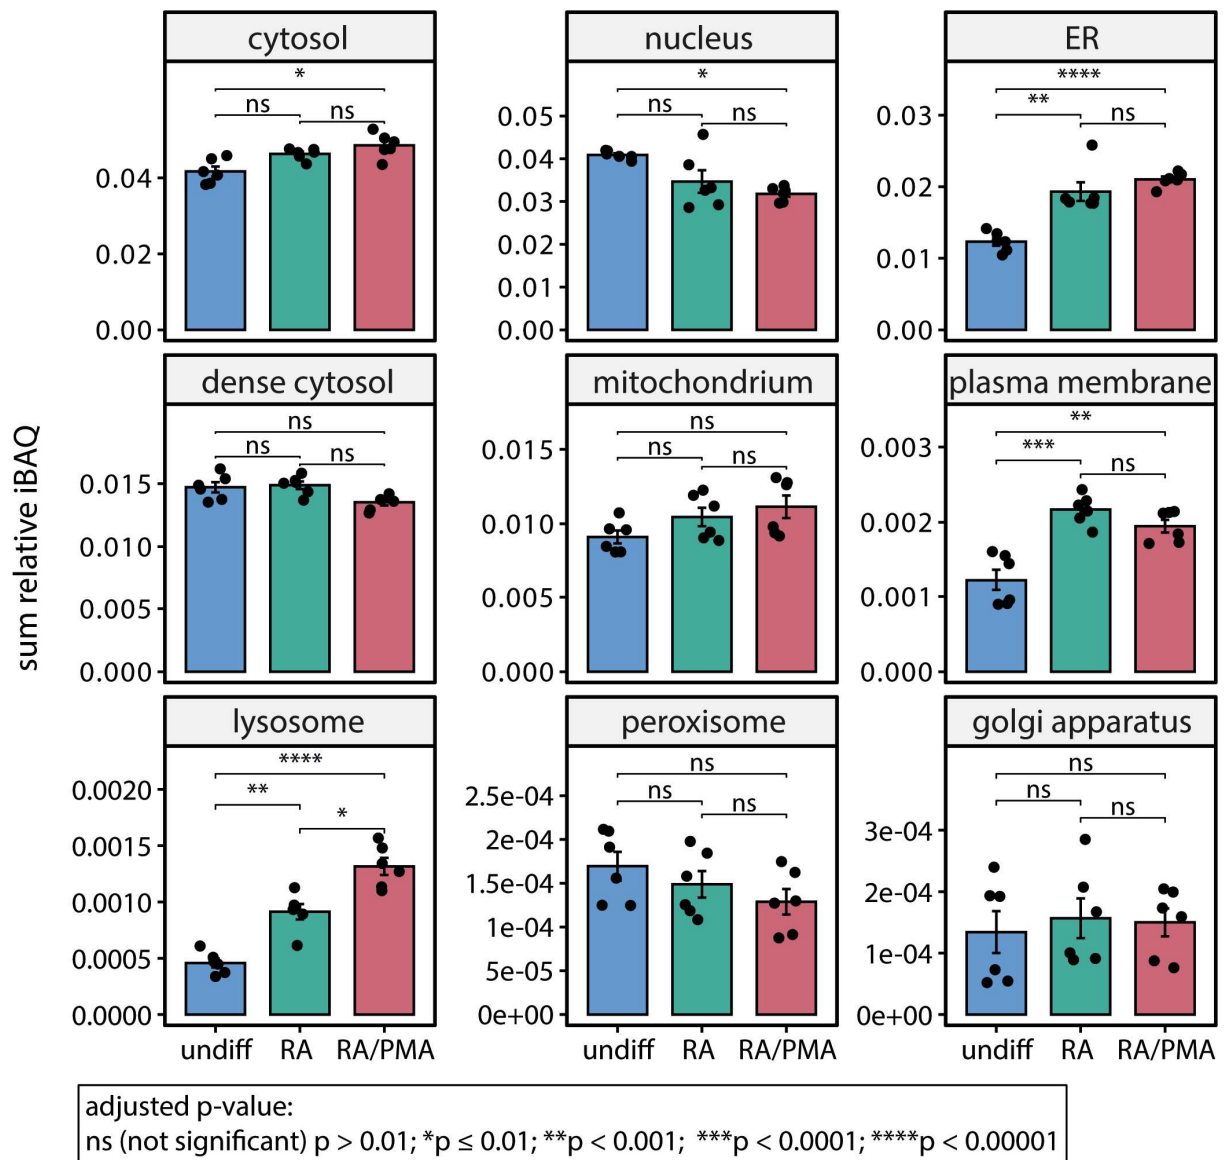 sum relative iBAQ
cytosol
*
ns
ns
0.04
0.02
0.00
nucleus
*
ns
ns
0.05
0.04
0.03
0.02
0.01
0.00
ER
****
**
ns
0.03
0.02
0.01
0.00
dense cytosol
ns
ns
ns
0.015
0.010
0.005
0.000
mitochondrium
ns
ns
ns
0.015
0.010
0.005
0.000
plasma membrane
**
***
ns
0.003
0.002
0.001
0.000
lysosome
****
**
*
0.0020
0.0015
0.0010
0.0005
0.0000
undiff RA RA/PMA
peroxisome
ns
ns
ns
2.5e-04
2e-04
1.5e-04
1e-04
5e-05
0e+00
undiff RA RA/PMA
golgi apparatus
ns
ns
ns
3e-04
2e-04
1e-04
0e+00
undiff RA RA/PMA
adjusted p-value:
ns (not significant) p > 0.01; *p ≤ 0.01; **p < 0.001; ***p < 0.0001; ****p < 0.00001